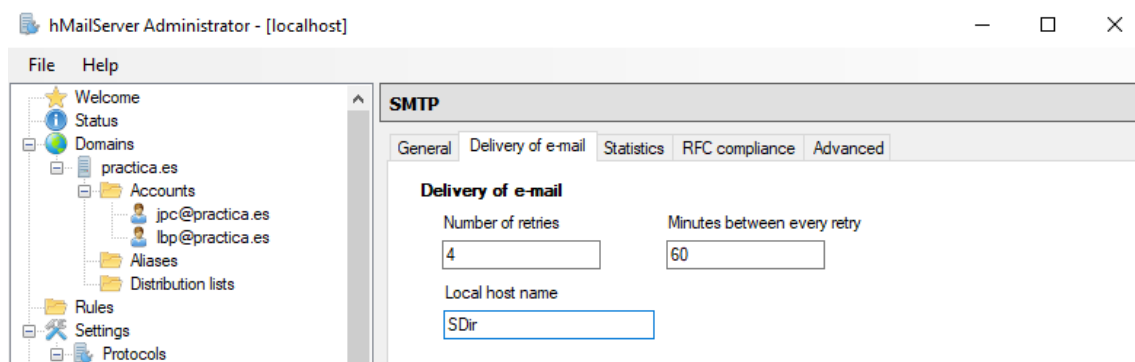 hMailServer Administrator - [localhost]
File Help
Welcome
Status
Domains
practica.es
Accounts
jpc@practica.es
lbp@practica.es
Aliases
Distribution lists
Rules
Settings
Protocols
SMTP
General Delivery of e-mail Statistics RFC compliance Advanced
Delivery of e-mail
Number of retries Minutes between every retry
4 60
Local host name
SDir